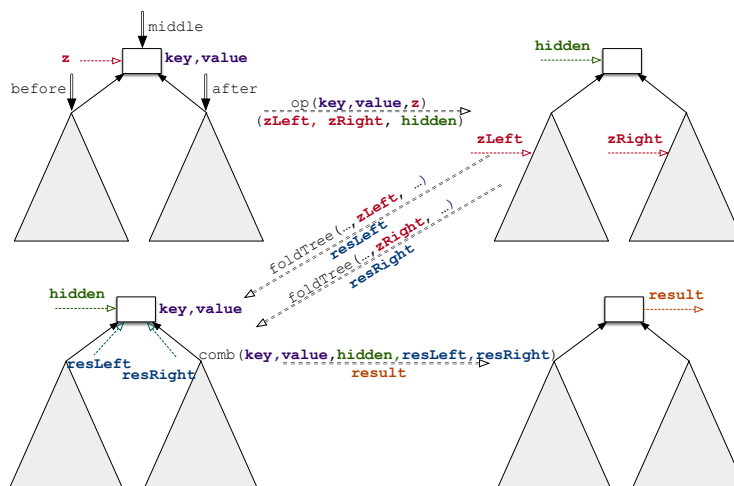 middle
z
key,value
hidden
before
after
op(key,value,z)
(zLeft, zRight, hidden)
zLeft
zRight
foldTree(…,zLeft, …)
resLeft
foldTree(…,zRight, …)
resRight
hidden
key,value
result
resLeft
resRight
comb(key,value,hidden,resLeft,resRight)
result